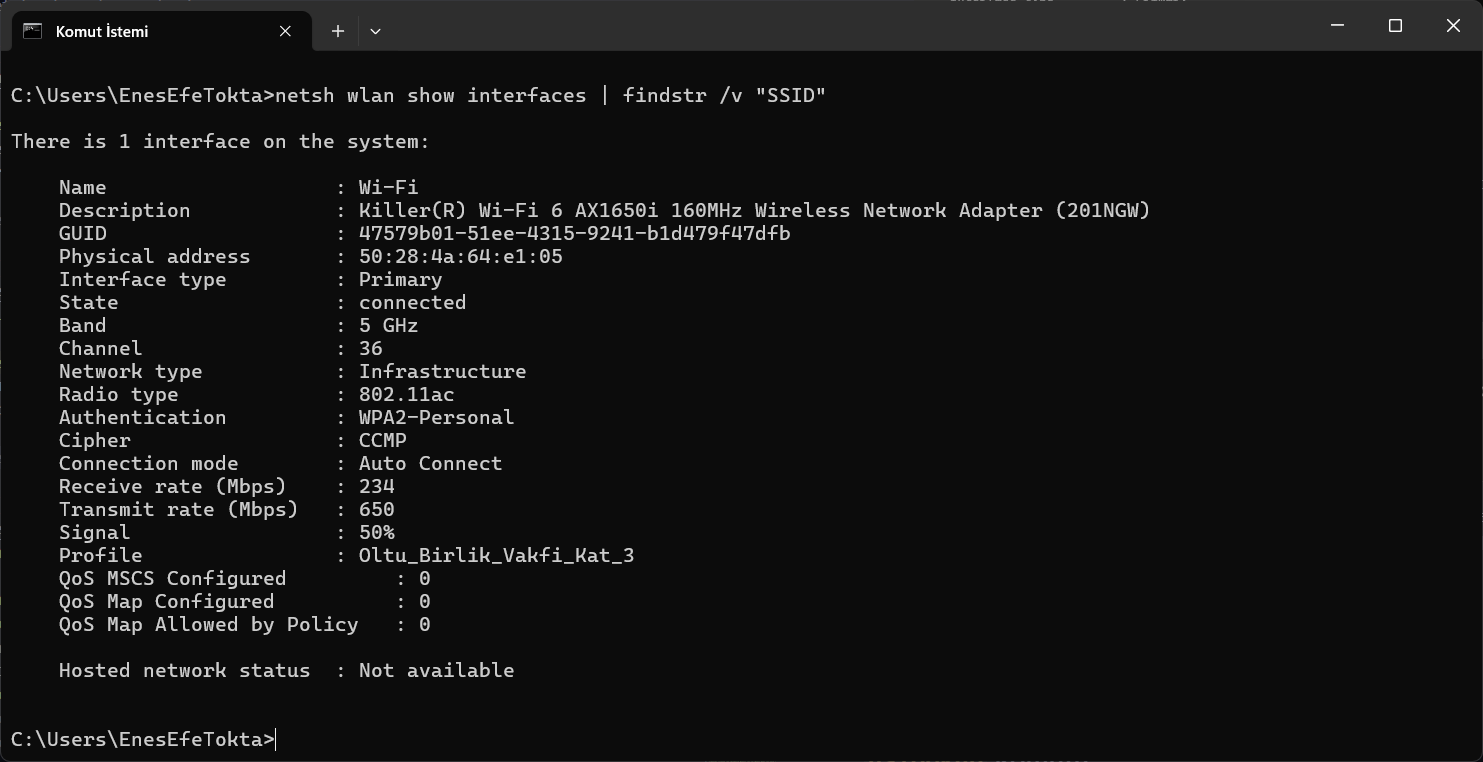 Komut İstemi
C:\Users\EnesEfeTokta>netsh wlan show interfaces | findstr /v "SSID"
There is 1 interface on the system:
Name : Wi-Fi
Description : Killer(R) Wi-Fi 6 AX1650i 160MHz Wireless Network Adapter (201NGW)
GUID : 47579b01-51ee-4315-9241-b1d479f47dfb
Physical address : 50:28:4a:64:e1:05
Interface type : Primary
State : connected
Band : 5 GHz
Channel : 36
Network type : Infrastructure
Radio type : 802.11ac
Authentication : WPA2-Personal
Cipher : CCMP
Connection mode : Auto Connect
Receive rate (Mbps) : 234
Transmit rate (Mbps) : 650
Signal : 50%
Profile : Oltu_Birlik_Vakfi_Kat_3
QoS MSCS Configured : 0
QoS Map Configured : 0
QoS Map Allowed by Policy : 0
Hosted network status : Not available
C:\Users\EnesEfeTokta>